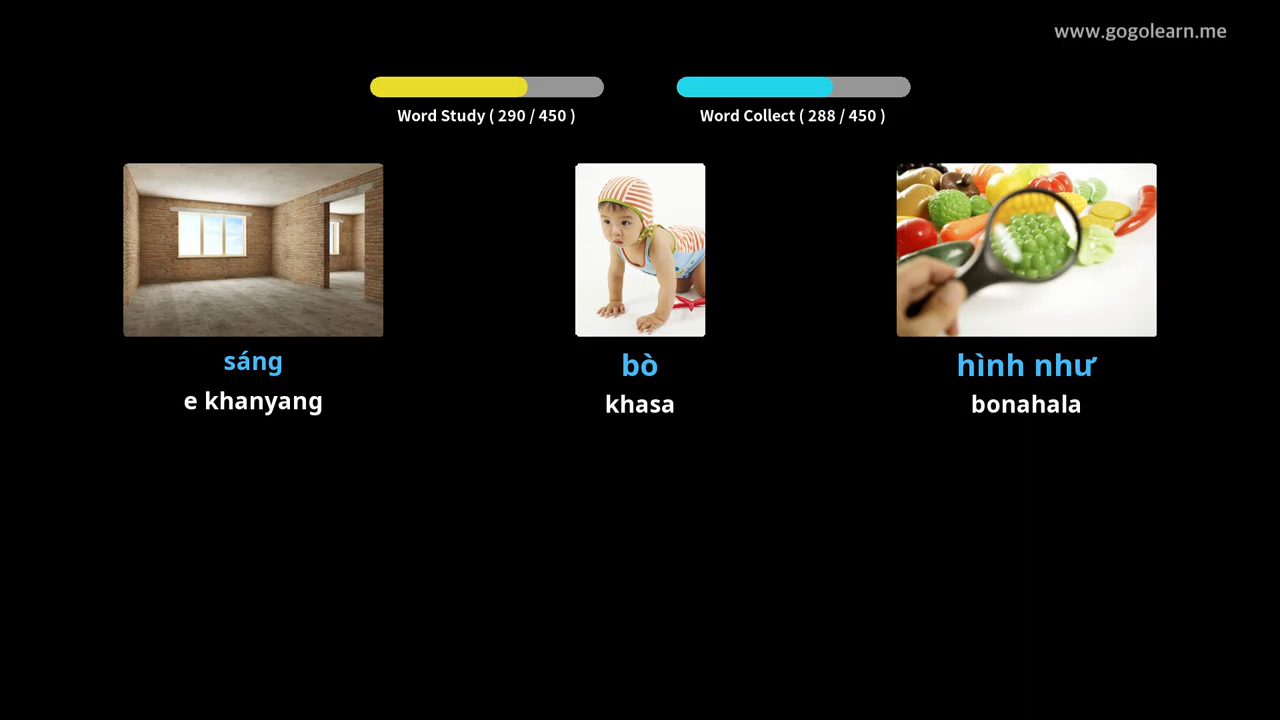 www.gogolearn.me
Word Study ( 290 / 450 )
Word Collect ( 288 / 450 )
sáng
e khanyang
bò
khasa
hình như
bonahala